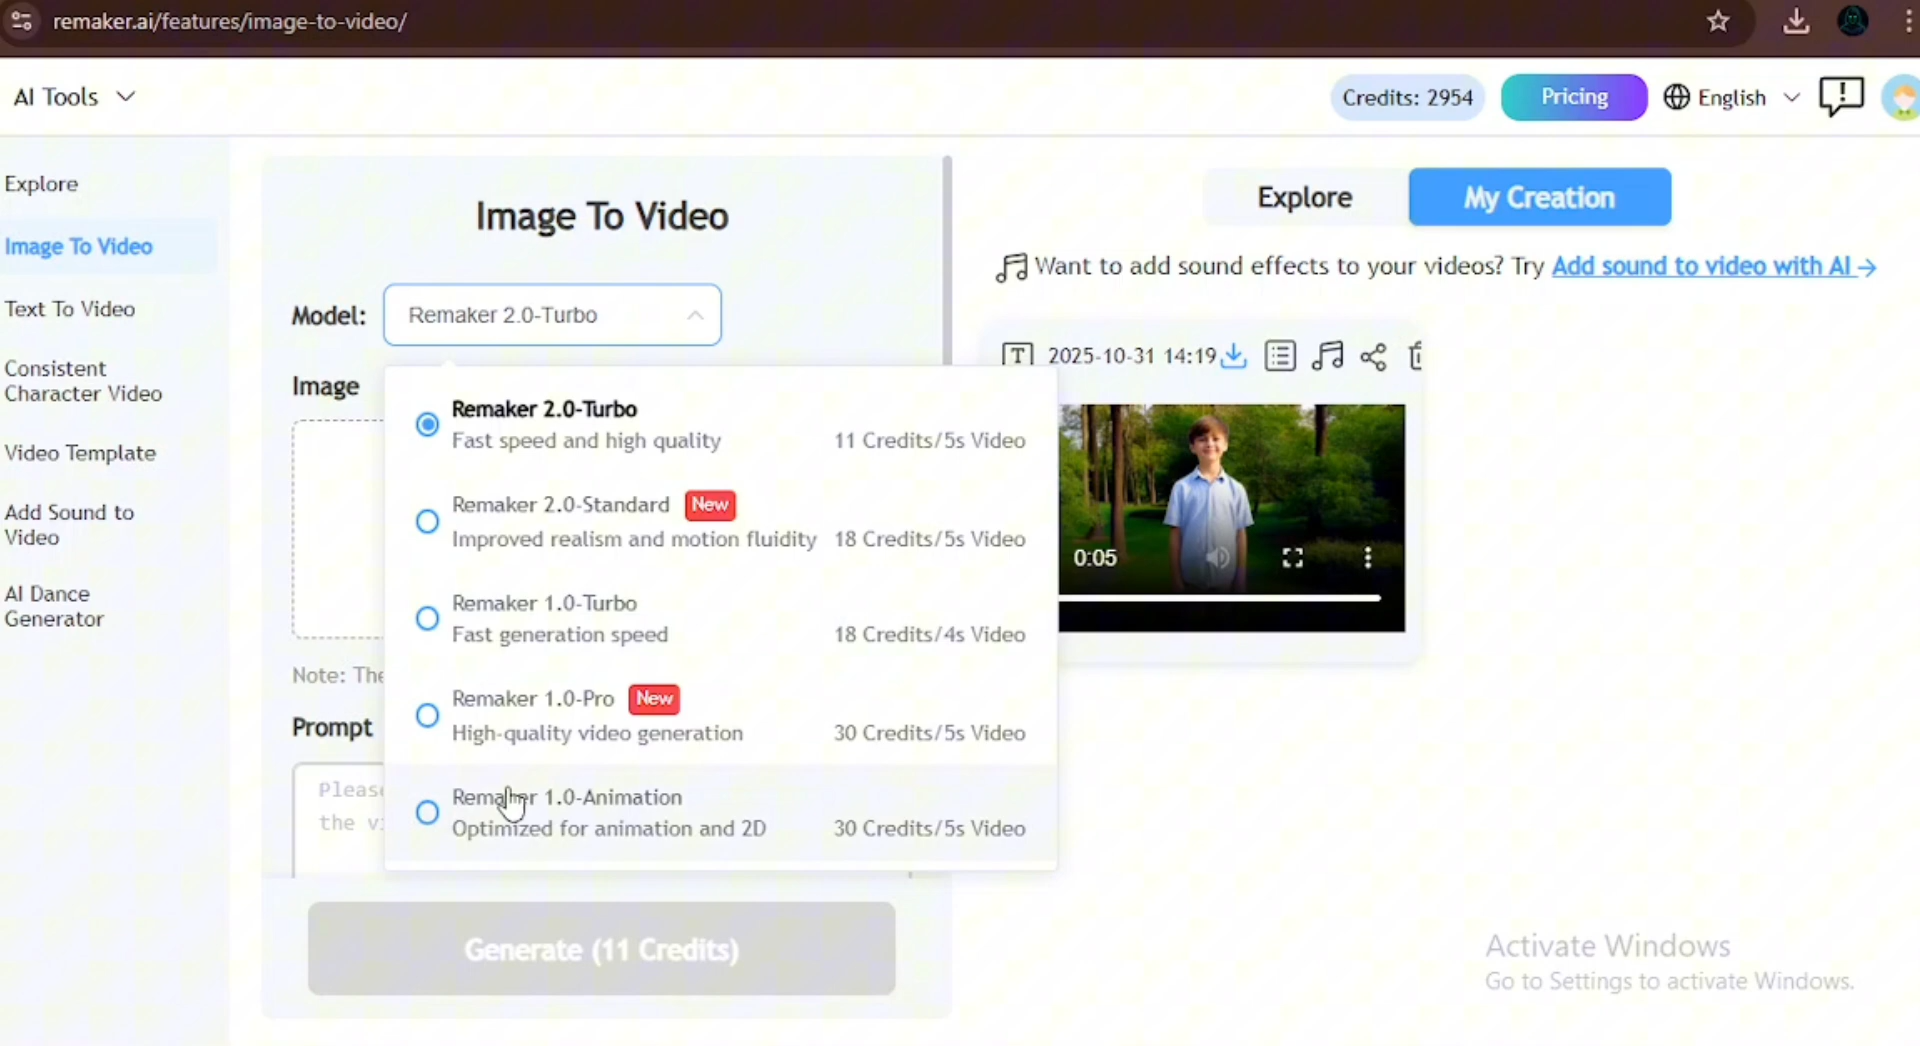 remaker.ai/features/image-to-video/
AI Tools
Credits: 2954
Pricing
English
Explore
Image To Video
Text To Video
Consistent
Character Video
Video Template
Add Sound to
Video
AI Dance
Generator
Image To Video
Model:
Remaker 2.0-Turbo
Image
Remaker 2.0-Turbo
Fast speed and high quality
11 Credits/5s Video
Remaker 2.0-Standard
New
Improved realism and motion fluidity
18 Credits/5s Video
Remaker 1.0-Turbo
Fast generation speed
18 Credits/4s Video
Remaker 1.0-Pro
New
High-quality video generation
30 Credits/5s Video
Remaker 1.0-Animation
Optimized for animation and 2D
30 Credits/5s Video
Note:
Prompt
the
Generate (11 Credits)
Explore
My Creation
Want to add sound effects to your videos? Try Add sound to video with AI→
T 2025-10-31 14:19
0:05
Activate Windows
Go to Settings to activate Windows.